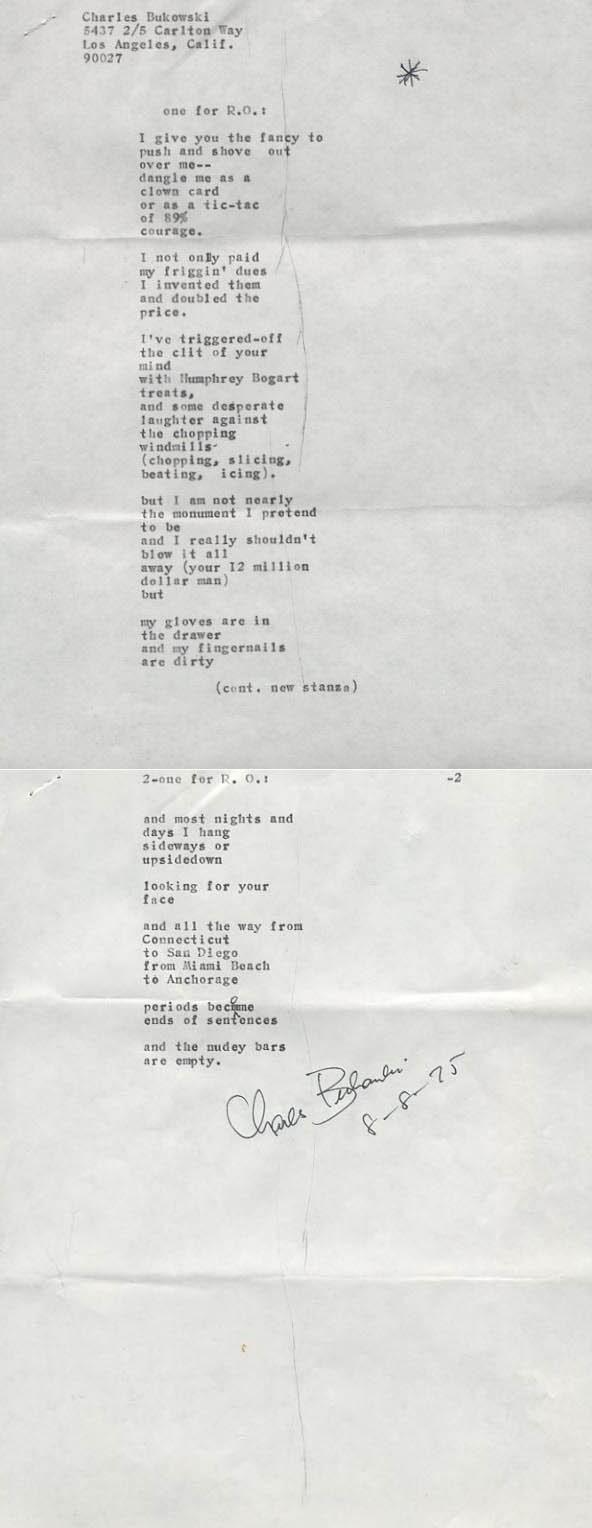 Charles Bukowski
5437 2/5 Carlton Way
Los Angeles, Calif.
90027
one for R.O.:
I give you the fancy to
push and shove out
over me--
dangle me as a
clown card
or as a tic-tac
of 89%
courage.
I not only paid
my friggin' dues
I invented them
and doubled the
price.
I've triggered-off
the clit of your
mind
with Humphrey Bogart
treats,
and some desperate
laughter against
the chopping
windmills-
(chopping, slicing,
beating, icing).
but I am not nearly
the monument I pretend
to be
and I really shouldn't
blow it all
away (your 12 million
dollar man)
but
my gloves are in
the drawer
and my fingernails
are dirty
(cont. new stanza)
2-one for R. O.: -2
and most nights and
days I hang
sideways or
upsidedown
looking for your
face
and all the way from
Connecticut
to San Diego
from Miami Beach
to Anchorage
periods become
ends of sentences
and the nudey bars
are empty.
Charles Bukowski
8-8-75